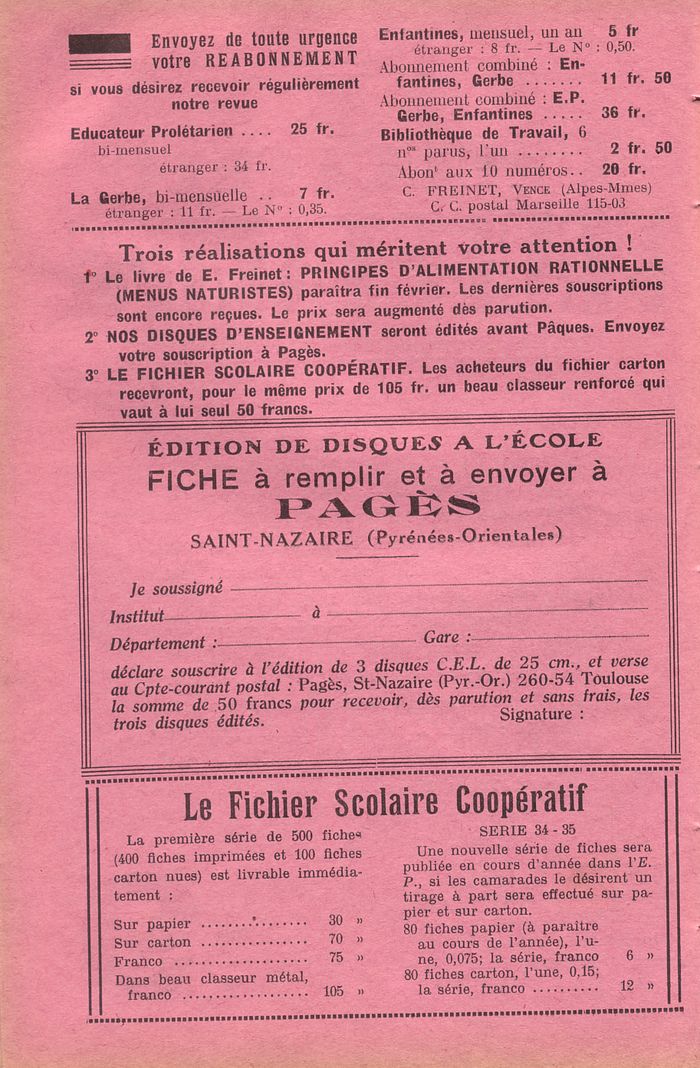 Envoyez de toute urgence
votre REABONNEMENT
si vous désirez recevoir régulièrement
notre revue
Educateur Prolétarien .... 25 fr.
bi-mensuel
étranger : 34 fr.
La Gerbe, bi-mensuelle .. 7 fr.
étranger : 11 fr. — Le N° : 0,35.
Enfantines, mensuel, un an 5 fr
étranger : 8 fr. — Le N° : 0,50.
Abonnement combiné : En-
fantines, Gerbe ....... 11 fr. 50
Abonnement combiné : E.P.
Gerbe, Enfantines ..... 36 fr.
Bibliothèque de Travail, 6
nos parus, l'un ........ 2 fr. 50
Abont aux 10 numéros.. 20 fr.
C. FREINET, VENCE (Alpes-Mmes)
C. C. postal Marseille 115-03
Trois réalisations qui méritent votre attention !
1° Le livre de E. Freinet : PRINCIPES D'ALIMENTATION RATIONNELLE
(MENUS NATURISTES) paraîtra fin février. Les dernières souscriptions
sont encore reçues. Le prix sera augmenté dès parution.
2° NOS DISQUES D'ENSEIGNEMENT seront édités avant Pâques. Envoyez
votre souscription à Pagès.
3° LE FICHIER SCOLAIRE COOPÉRATIF. Les acheteurs du fichier carton
recevront, pour le même prix de 105 fr. un beau classeur renforcé qui
vaut à lui seul 50 francs.
ÉDITION DE DISQUES A L'ÉCOLE
FICHE à remplir et à envoyer à
PAGÈS
SAINT-NAZAIRE (Pyrénées-Orientales)
Je soussigné
Institut à
Département : Gare :
déclare souscrire à l'édition de 3 disques C.E.L. de 25 cm., et verse
au Cpte-courant postal : Pagès, St-Nazaire (Pyr.-Or.) 260-54 Toulouse
la somme de 50 francs pour recevoir, dès parution et sans frais, les
trois disques édités. Signature :
Le Fichier Scolaire Coopératif
La première série de 500 fiches
(400 fiches imprimées et 100 fiches
carton nues) est livrable immédia-
tement :
Sur papier ............... 30 »
Sur carton ............... 70 »
Franco .................. 75 »
Dans beau classeur métal,
franco ................. 105 »
SERIE 34 - 35
Une nouvelle série de fiches sera
publiée en cours d'année dans l'E.
P., si les camarades le désirent un
tirage à part sera effectué sur pa-
pier et sur carton.
80 fiches papier (à paraître
au cours de l'année), l'u-
ne, 0,075; la série, franco 6 »
80 fiches carton, l'une, 0,15;
la série, franco .......... 12 »